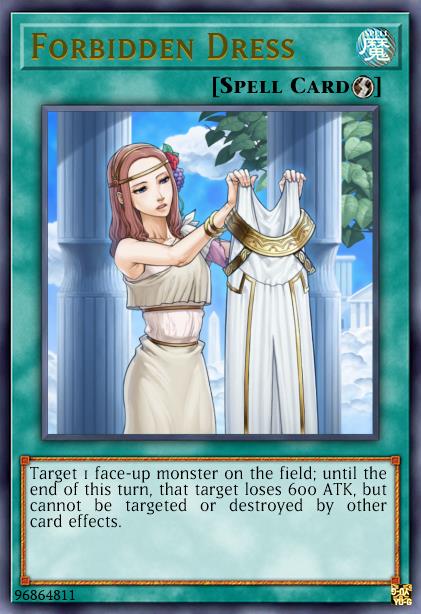 Forbidden Dress
SPELL
魔
[Spell Card]
Target 1 face-up monster on the field; until the
end of this turn, that target loses 600 ATK, but
cannot be targeted or destroyed by other
card effects.
96864811